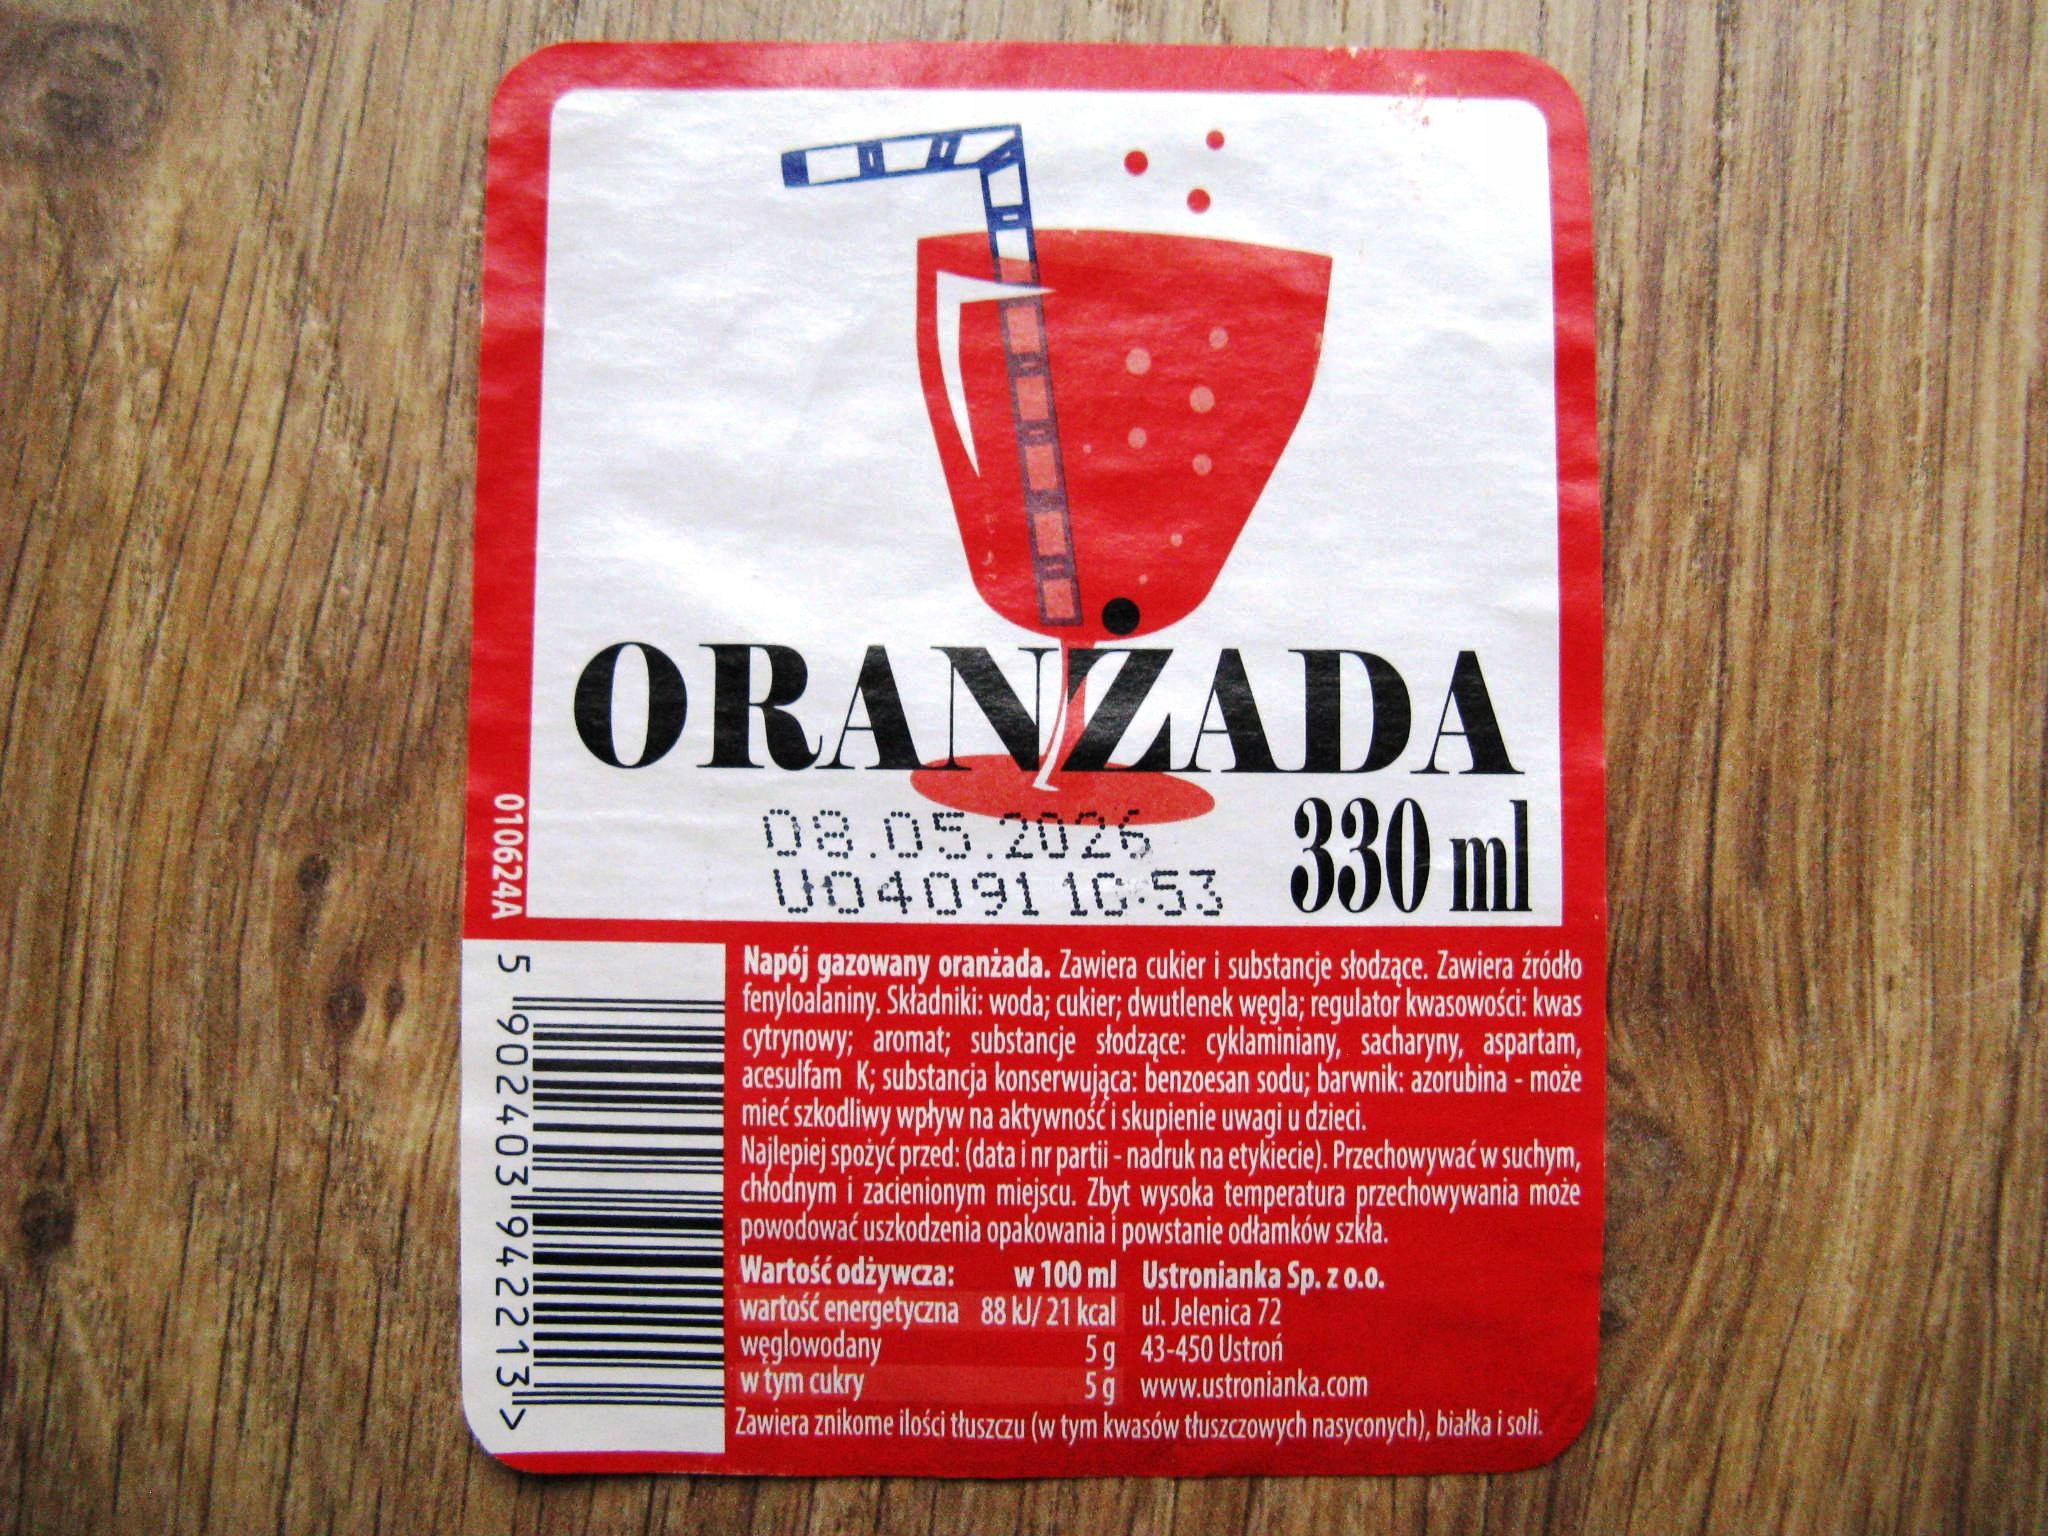 ORANŻADA
08.05.2026
330 ml
U04091 10:53
010624A
5 902403 942213 >
Napój gazowany oranżada. Zawiera cukier i substancje słodzące. Zawiera źródło
fenyloalaniny. Składniki: woda; cukier; dwutlenek węgla; regulator kwasowości: kwas
cytrynowy; aromat; substancje słodzące: cyklaminiany, sacharyny, aspartam,
acesulfam K; substancja konserwująca: benzoesan sodu; barwnik: azorubina - może
mieć szkodliwy wpływ na aktywność i skupienie uwagi u dzieci.
Najlepiej spożyć przed: (data i nr partii - nadruk na etykiecie). Przechowywać w suchym,
chłodnym i zacienionym miejscu. Zbyt wysoka temperatura przechowywania może
powodować uszkodzenia opakowania i powstanie odłamków szkła.
Wartość odżywcza: w 100 ml
wartość energetyczna 88 kJ/ 21 kcal
węglowodany 5 g
w tym cukry 5 g
Ustronianka Sp. z o.o.
ul. Jelenica 72
43-450 Ustroń
www.ustronianka.com
Zawiera znikome ilości tłuszczu (w tym kwasów tłuszczowych nasyconych), białka i soli.